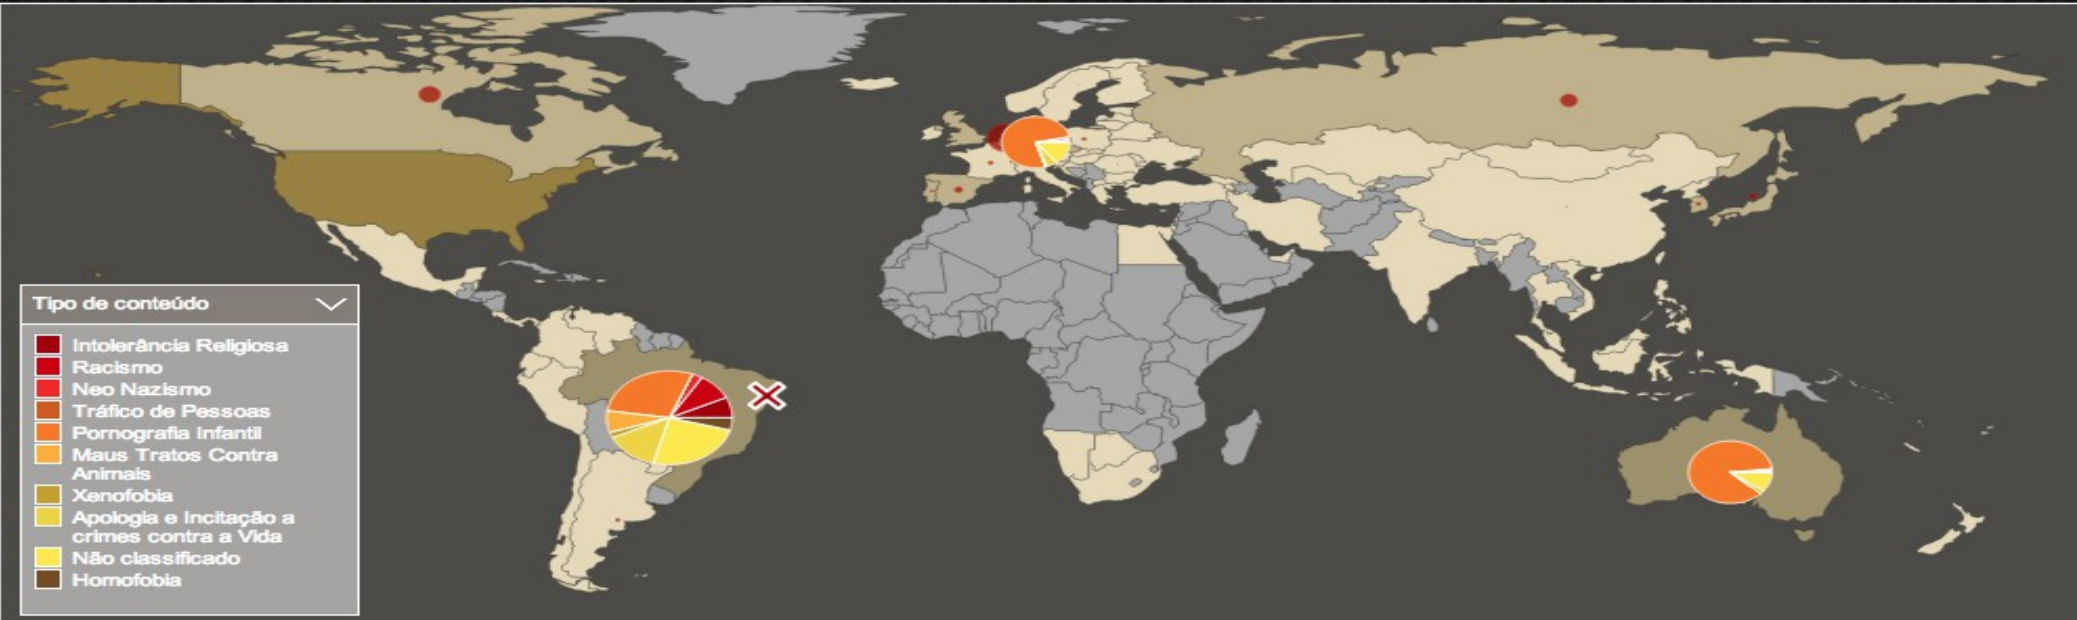 Tipo de conteúdo
Intolerância Religiosa
Racismo
Neo Nazismo
Tráfico de Pessoas
Pornografia Infantil
Maus Tratos Contra
Animais
Xenofobia
Apologia e Incitação a
crimes contra a Vida
Não classificado
Homofobia